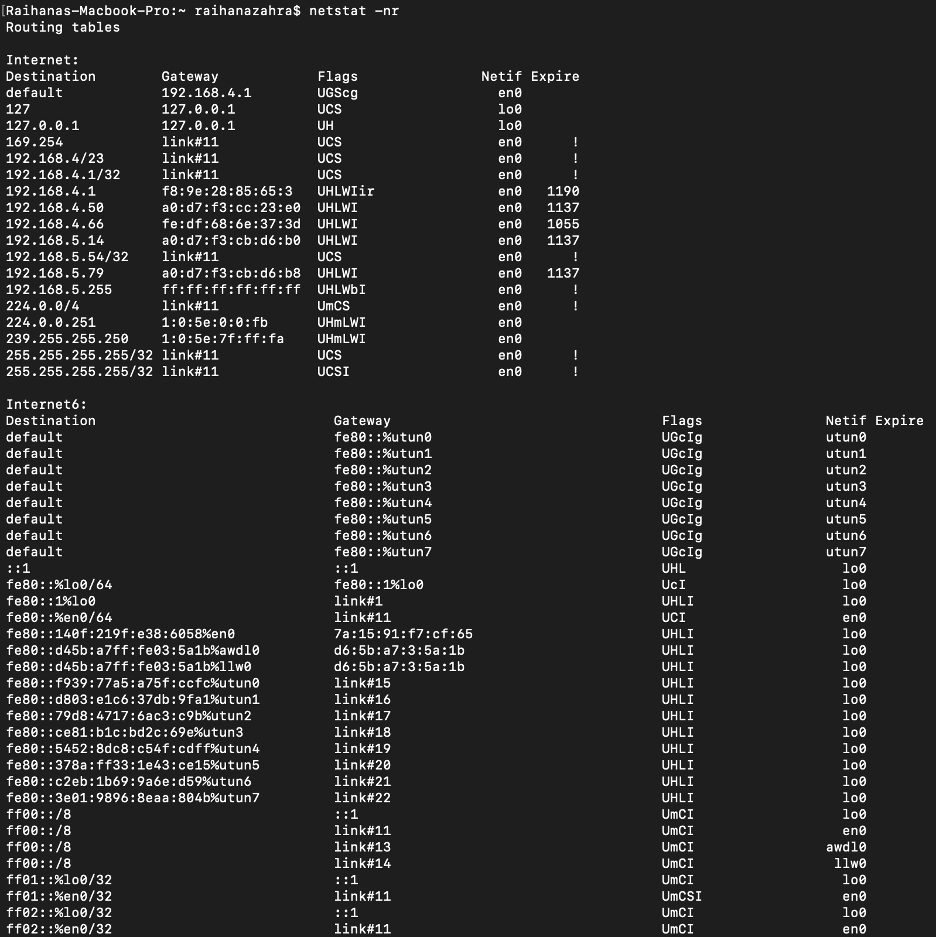 [Raihanas-Macbook-Pro:~ raihanazahra$ netstat -nr
Routing tables

Internet:
Destination        Gateway            Flags               Netif Expire
default            192.168.4.1        UGScg                 en0
127                127.0.0.1          UCS                   lo0
127.0.0.1          127.0.0.1          UH                    lo0
169.254            link#11            UCS                   en0      !
192.168.4/23       link#11            UCS                   en0      !
192.168.4.1/32     link#11            UCS                   en0      !
192.168.4.1        f8:9e:28:85:65:3   UHLWIir               en0   1190
192.168.4.50       a0:d7:f3:cc:23:e0  UHLWI                 en0   1137
192.168.4.66       fe:df:68:6e:37:3d  UHLWI                 en0   1055
192.168.5.14       a0:d7:f3:cb:d6:b0  UHLWI                 en0   1137
192.168.5.54/32    link#11            UCS                   en0      !
192.168.5.79       a0:d7:f3:cb:d6:b8  UHLWI                 en0   1137
192.168.5.255      ff:ff:ff:ff:ff:ff  UHLWbI                en0      !
224.0.0/4          link#11            UmCS                  en0      !
224.0.0.251        1:0:5e:0:0:fb      UHmLWI                en0
239.255.255.250    1:0:5e:7f:ff:fa    UHmLWI                en0
255.255.255.255/32 link#11            UCS                   en0      !
255.255.255.255/32 link#11            UCSI                  en0      !

Internet6:
Destination                             Gateway                                 Flags               Netif Expire
default                                 fe80::%utun0                            UGcIg               utun0
default                                 fe80::%utun1                            UGcIg               utun1
default                                 fe80::%utun2                            UGcIg               utun2
default                                 fe80::%utun3                            UGcIg               utun3
default                                 fe80::%utun4                            UGcIg               utun4
default                                 fe80::%utun5                            UGcIg               utun5
default                                 fe80::%utun6                            UGcIg               utun6
default                                 fe80::%utun7                            UGcIg               utun7
::1                                     ::1                                     UHL                   lo0
fe80::%lo0/64                           fe80::1%lo0                             UcI                   lo0
fe80::1%lo0                             link#1                                  UHLI                  lo0
fe80::%en0/64                           link#11                                 UCI                   en0
fe80::140f:219f:e38:6058%en0            7a:15:91:f7:cf:65                       UHLI                  lo0
fe80::d45b:a7ff:fe03:5a1b%awdl0         d6:5b:a7:3:5a:1b                        UHLI                  lo0
fe80::d45b:a7ff:fe03:5a1b%llw0          d6:5b:a7:3:5a:1b                        UHLI                  lo0
fe80::f939:77a5:a75f:ccfc%utun0         link#15                                 UHLI                  lo0
fe80::d803:e1c6:37db:9fa1%utun1         link#16                                 UHLI                  lo0
fe80::79d8:4717:6ac3:c9b%utun2          link#17                                 UHLI                  lo0
fe80::ce81:b1c:bd2c:69e%utun3           link#18                                 UHLI                  lo0
fe80::5452:8dc8:c54f:cdff%utun4         link#19                                 UHLI                  lo0
fe80::378a:ff33:1e43:ce15%utun5         link#20                                 UHLI                  lo0
fe80::c2eb:1b69:9a6e:d59%utun6          link#21                                 UHLI                  lo0
fe80::3e01:9896:8eaa:804b%utun7         link#22                                 UHLI                  lo0
ff00::/8                                ::1                                     UmCI                  lo0
ff00::/8                                link#11                                 UmCI                  en0
ff00::/8                                link#13                                 UmCI                awdl0
ff00::/8                                link#14                                 UmCI                 llw0
ff01::%lo0/32                           ::1                                     UmCI                  lo0
ff01::%en0/32                           link#11                                 UmCSI                 en0
ff02::%lo0/32                           ::1                                     UmCI                  lo0
ff02::%en0/32                           link#11                                 UmCI                  en0